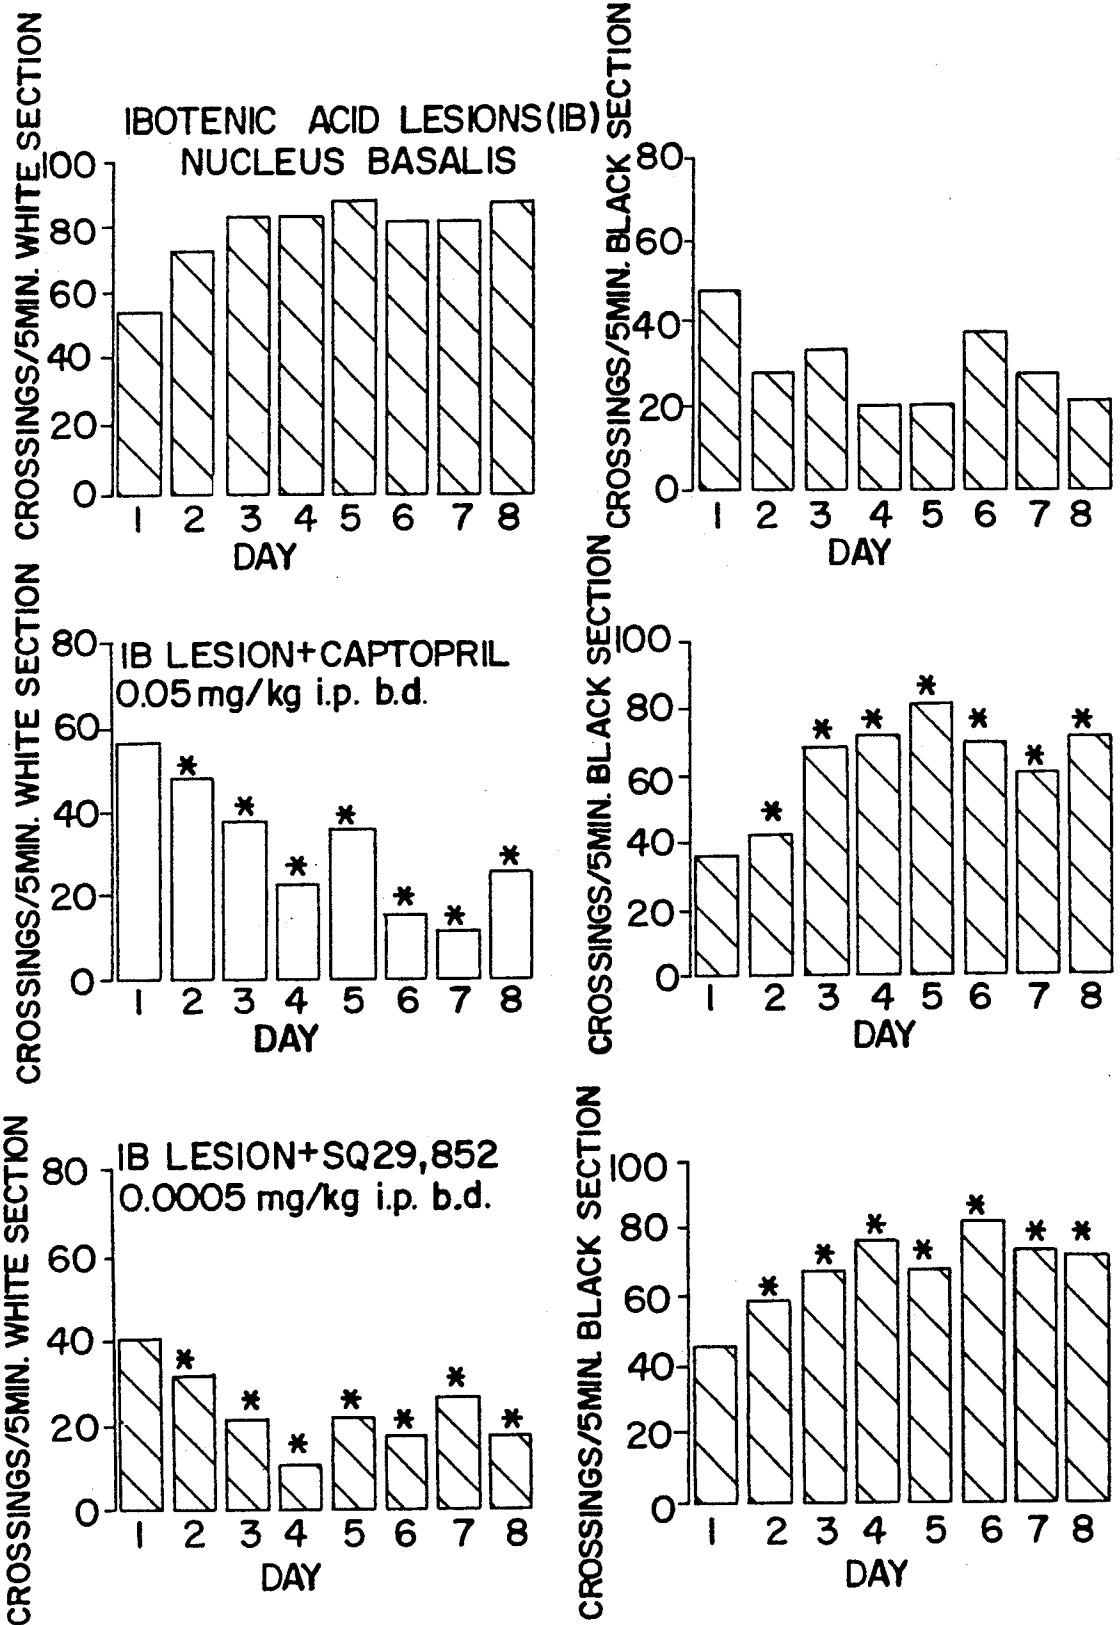 IBOTENIC ACID LESIONS(IB)
NUCLEUS BASALIS
CROSSINGS/5MIN. WHITE SECTION
100
80
60
40
20
0
1 2 3 4 5 6 7 8
DAY
CROSSINGS/5MIN. BLACK SECTION
80
60
40
20
0
1 2 3 4 5 6 7 8
DAY
IB LESION+CAPTOPRIL
0.05mg/kg i.p. b.d.
CROSSINGS/5MIN. WHITE SECTION
80
60
40
20
0
* * * * * * *
1 2 3 4 5 6 7 8
DAY
CROSSINGS/5MIN. BLACK SECTION
100
80
60
40
20
0
* * * * * * *
1 2 3 4 5 6 7 8
DAY
IB LESION+SQ29,852
0.0005 mg/kg i.p. b.d.
CROSSINGS/5MIN. WHITE SECTION
80
60
40
20
0
* * * * * * *
1 2 3 4 5 6 7 8
DAY
CROSSINGS/5MIN. BLACK SECTION
100
80
60
40
20
0
* * * * * * *
1 2 3 4 5 6 7 8
DAY